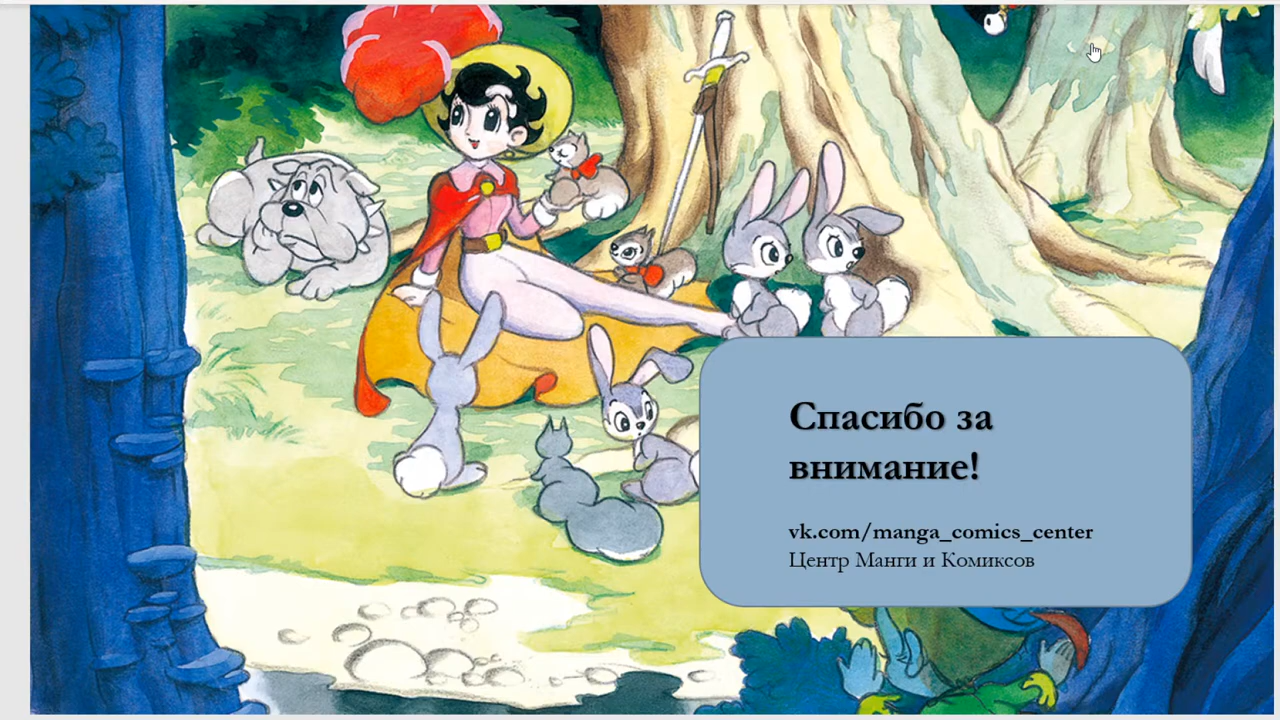 Спасибо за
внимание!
vk.com/manga_comics_center
Центр Манги и Комиксов